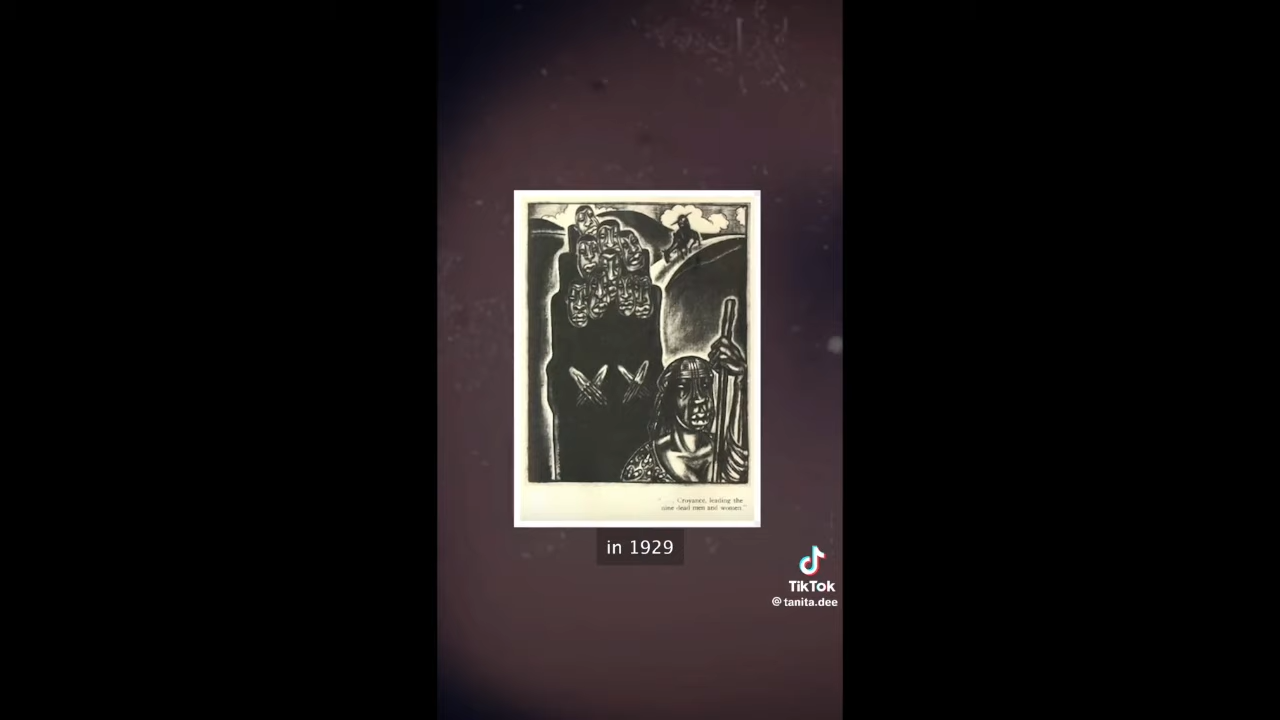 ". . . Croyance, leading the
nine dead men and women."
in 1929
TikTok
@tanita.dee